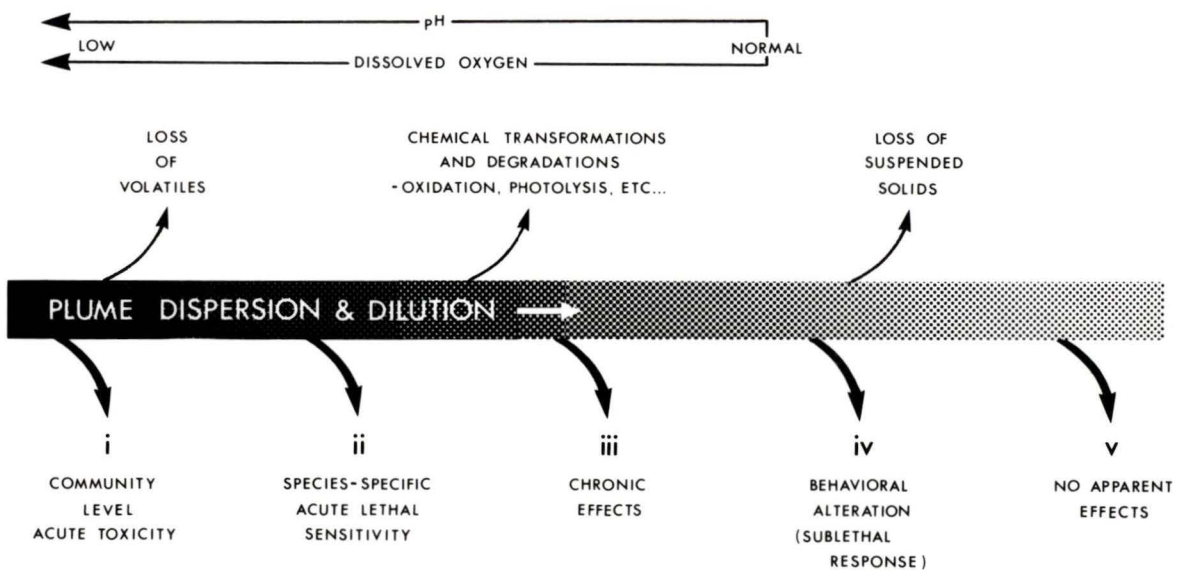 pH
LOW
NORMAL
DISSOLVED OXYGEN
LOSS
OF
VOLATILES
CHEMICAL TRANSFORMATIONS
AND DEGRADATIONS
-OXIDATION, PHOTOLYSIS, ETC...
LOSS OF
SUSPENDED
SOLIDS
PLUME DISPERSION & DILUTION
i
COMMUNITY
LEVEL
ACUTE TOXICITY
ii
SPECIES-SPECIFIC
ACUTE LETHAL
SENSITIVITY
iii
CHRONIC
EFFECTS
iv
BEHAVIORAL
ALTERATION
(SUBLETHAL
RESPONSE)
v
NO APPARENT
EFFECTS